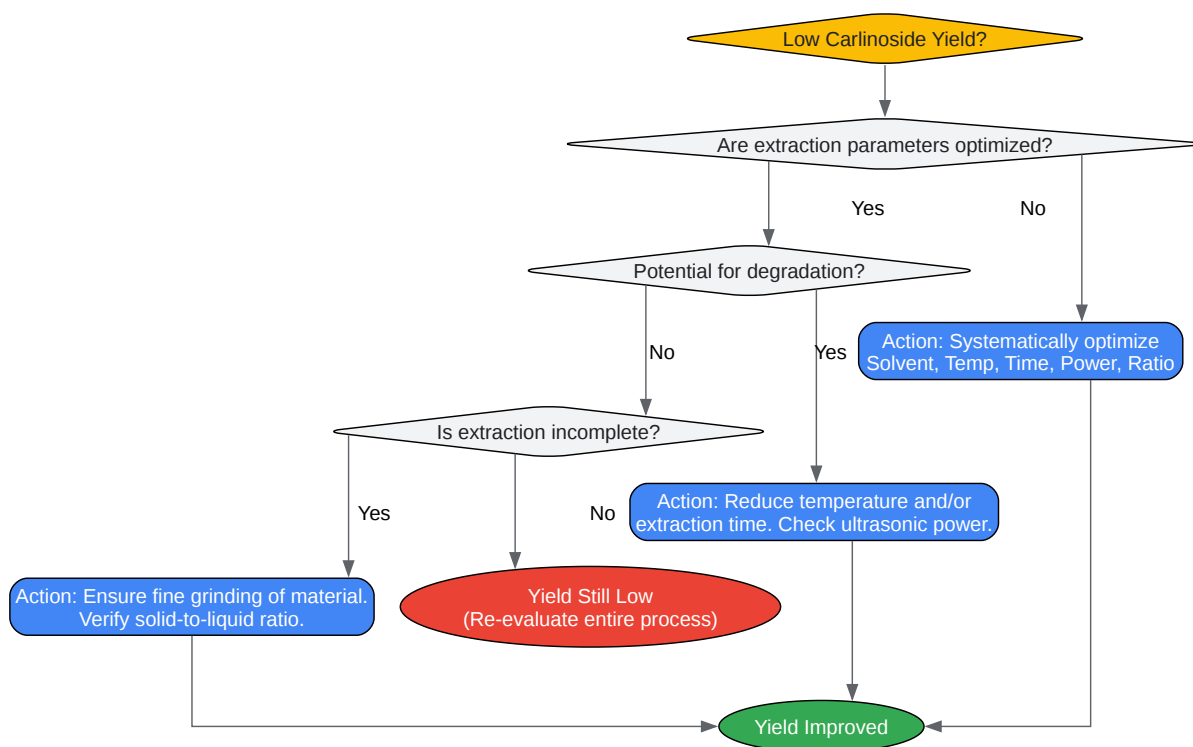 Low Carlinoside Yield?
Are extraction parameters optimized?
Yes
No
Potential for degradation?
Action: Systematically optimize
Solvent, Temp, Time, Power, Ratio
No
Yes
Is extraction incomplete?
Action: Reduce temperature and/or
extraction time. Check ultrasonic power.
Yes
No
Action: Ensure fine grinding of material.
Verify solid-to-liquid ratio.
Yield Still Low
(Re-evaluate entire process)
Yield Improved